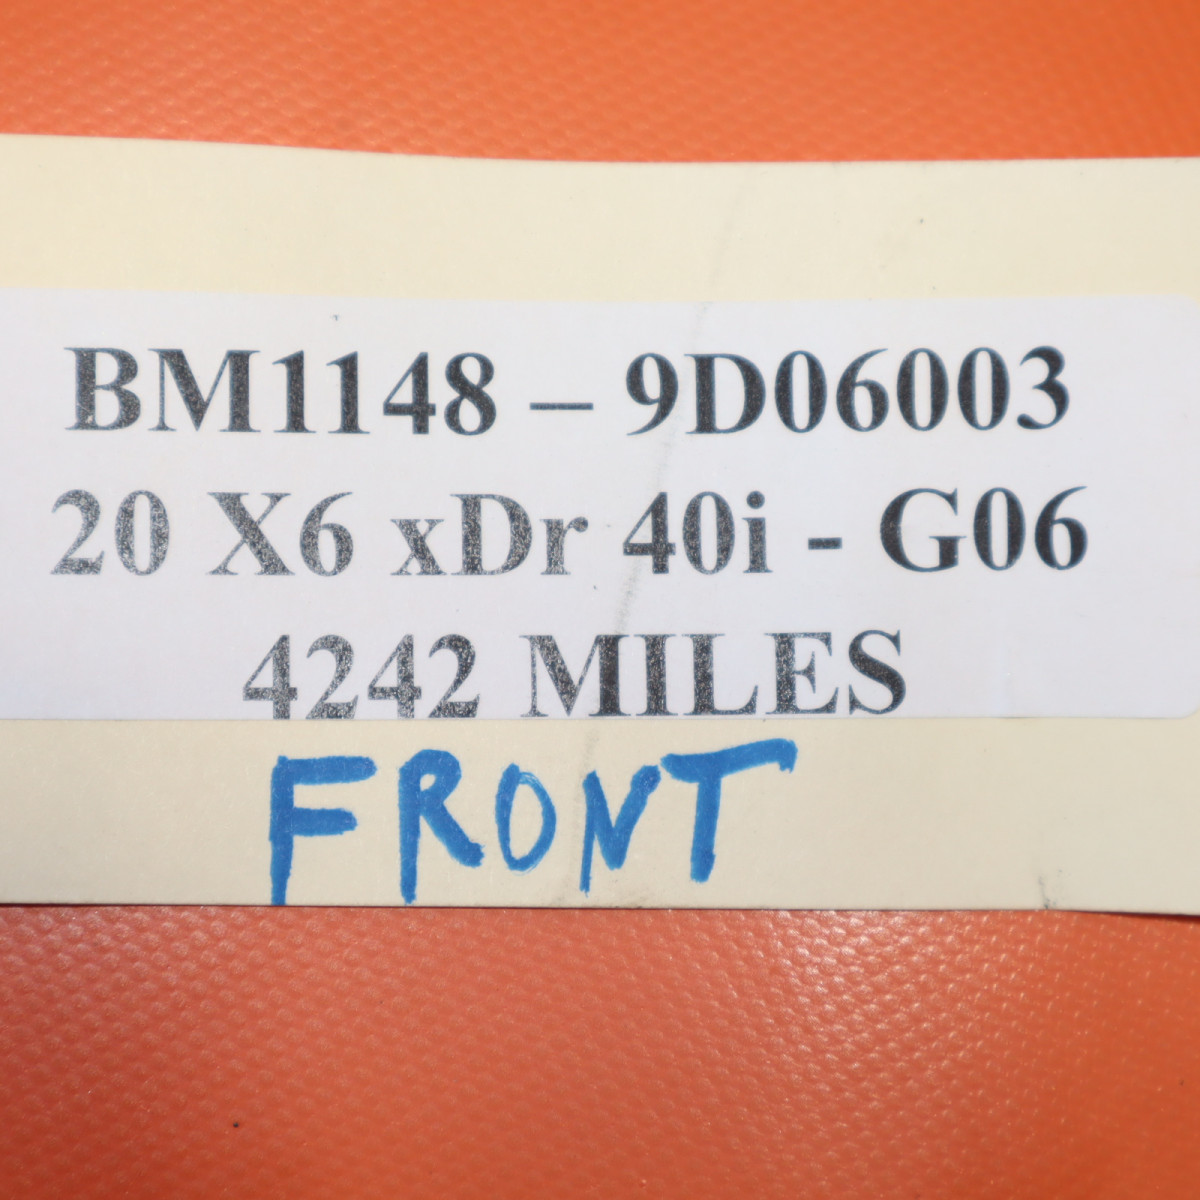 BM1148 – 9D06003
20 X6 xDr 40i - G06
4242 MILES
FRONT